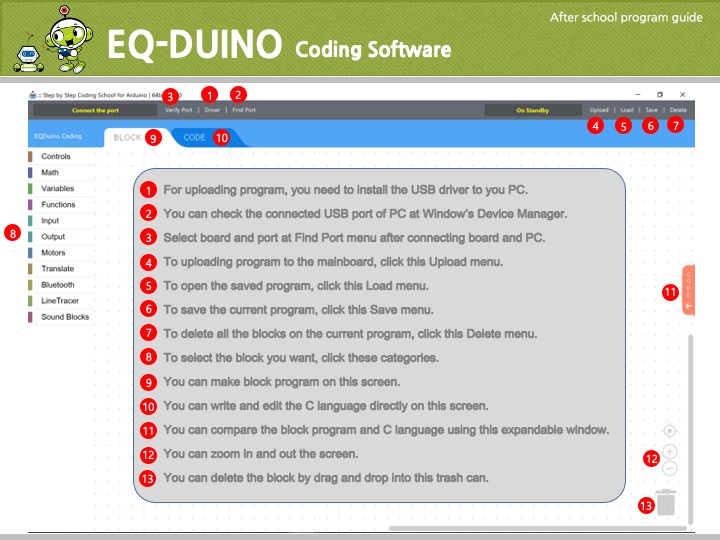 After school program guide
EQ-DUINO Coding Software
:: Step by Step Coding School for Arduino | 64b
3 1 2
Connect the port Verify Port | Driver | Find Port On Standby Upload | Load | Save | Delete
4 5 6 7
EQDuino Coding BLOCK 9 CODE 10
Controls
Math
Variables
Functions
Input
8 Output
Motors
Translate
Bluetooth
LineTracer
Sound Blocks
1 For uploading program, you need to install the USB driver to you PC.
2 You can check the connected USB port of PC at Window's Device Manager.
3 Select board and port at Find Port menu after connecting board and PC.
4 To uploading program to the mainboard, click this Upload menu.
5 To open the saved program, click this Load menu.
6 To save the current program, click this Save menu.
7 To delete all the blocks on the current program, click this Delete menu.
8 To select the block you want, click these categories.
9 You can make block program on this screen.
10 You can write and edit the C language directly on this screen.
11 You can compare the block program and C language using this expandable window.
12 You can zoom in and out the screen.
13 You can delete the block by drag and drop into this trash can.
11
12
13